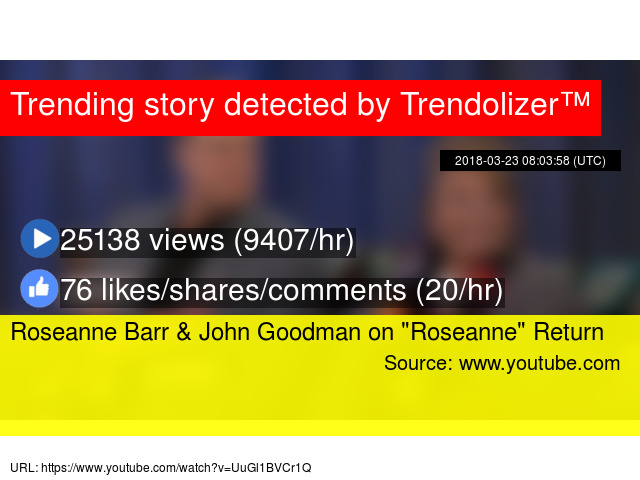 Trending story detected by Trendolizer™
2018-03-23 08:03:58 (UTC)
25138 views (9407/hr)
76 likes/shares/comments (20/hr)
Roseanne Barr & John Goodman on "Roseanne" Return
Source: www.youtube.com
URL: https://www.youtube.com/watch?v=UuGl1BVCr1Q